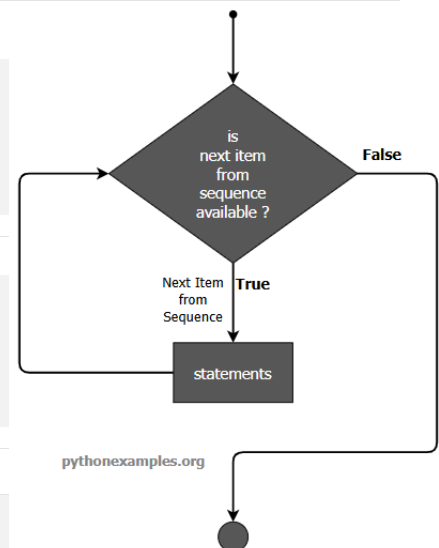 is
next item
from
sequence
available ?
False
Next Item
from
Sequence
True
statements
pythonexamples.org